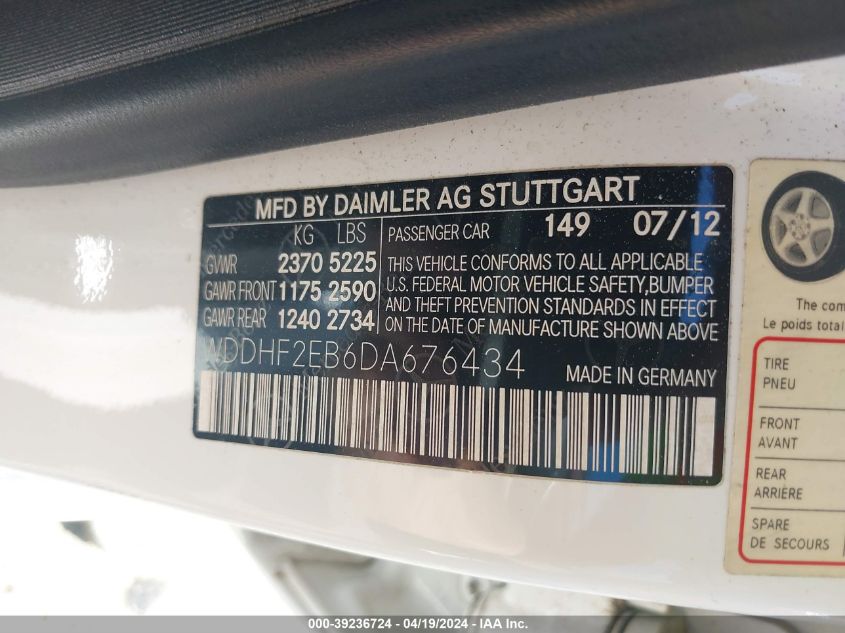 MFD BY DAIMLER AG STUTTGART
KG LBS
GVWR 2370 5225
GAWR FRONT 1175 2590
GAWR REAR 1240 2734
PASSENGER CAR 149 07/12
THIS VEHICLE CONFORMS TO ALL APPLICABLE
U.S. FEDERAL MOTOR VEHICLE SAFETY,BUMPER
AND THEFT PREVENTION STANDARDS IN EFFECT
ON THE DATE OF MANUFACTURE SHOWN ABOVE
WDDHF2EB6DA676434
MADE IN GERMANY
The com
Le poids total
TIRE
PNEU
FRONT
AVANT
REAR
ARRIÈRE
SPARE
DE SECOURS
000-39236724 - 04/19/2024 - IAA Inc.